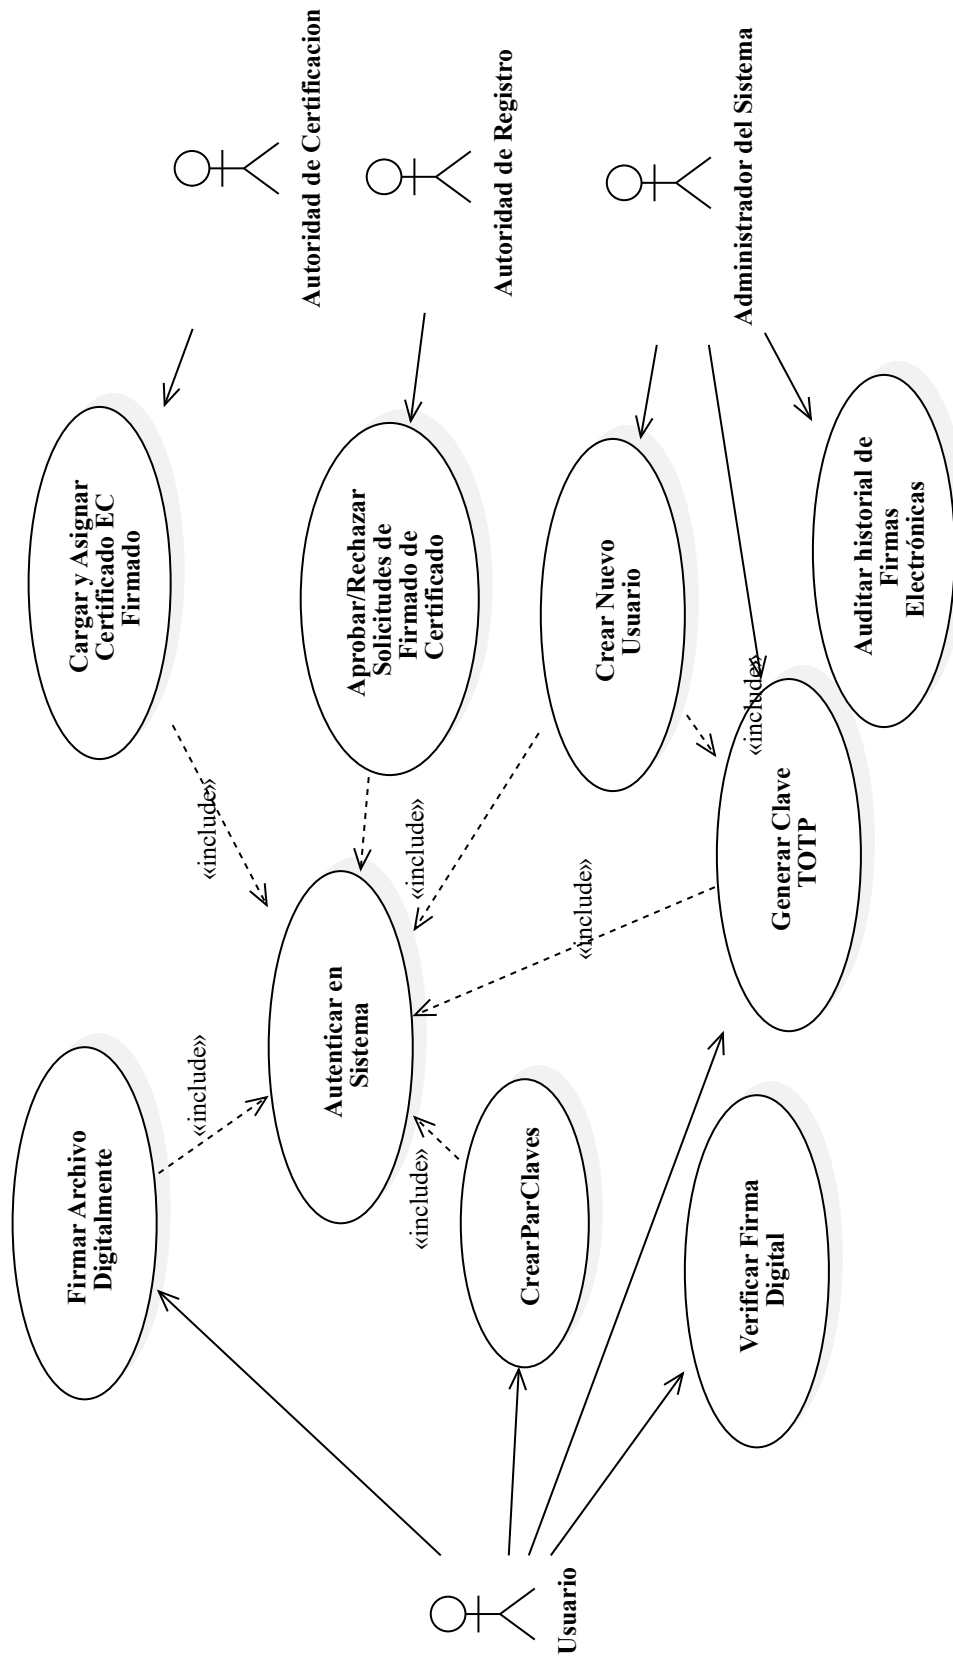 Autoridad de Certificacion
Autoridad de Registro
Administrador del Sistema
Cargar y Asignar
Certificado EC
Firmado
Aprobar/Rechazar
Solicitudes de
Firmado de
Certificado
Crear Nuevo
Usuario
Auditar historial de
Firmas
Electrónicas
«include»
«include»
«include»
«include»
Generar Clave
TOTP
Autenticar en
Sistema
«include»
«include»
Firmar Archivo
Digitalmente
CrearParClaves
Verificar Firma
Digital
Usuario